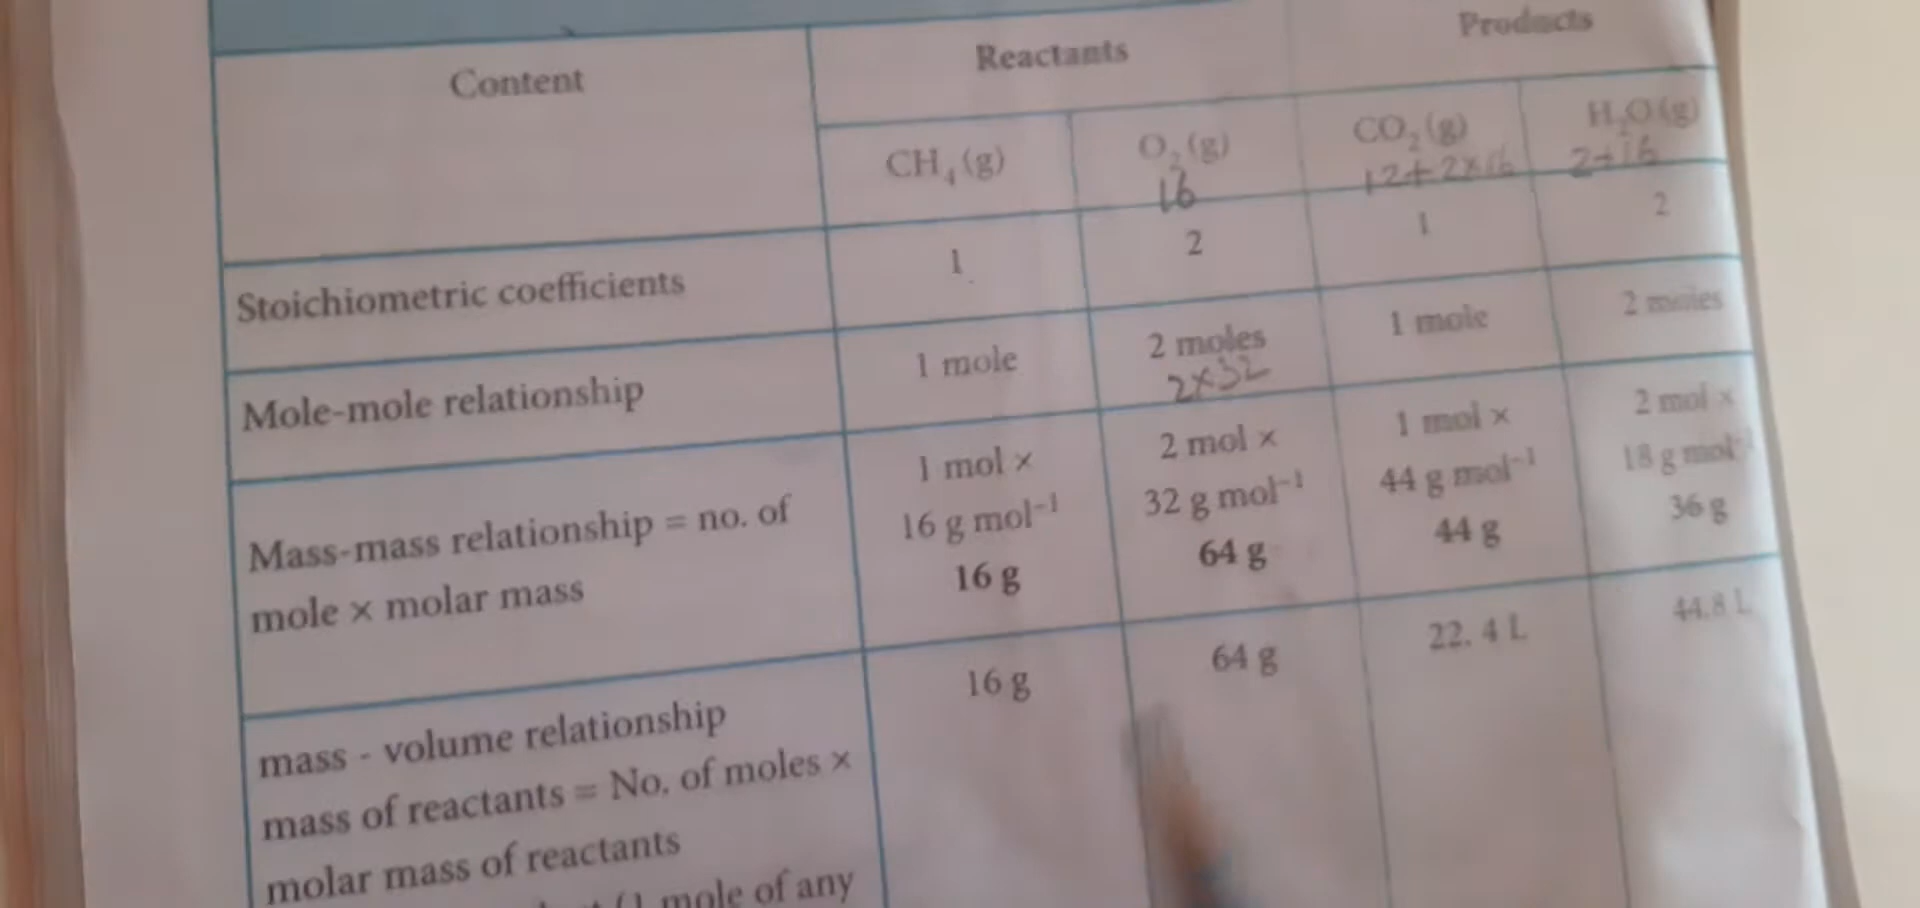 Content
Reactants
Products
CH₄(g)
O₂(g)
CO₂(g)
H₂O(g)
16
12+2×16
2+16
Stoichiometric coefficients
1
2
1
2
Mole-mole relationship
1 mole
2 moles
1 mole
2 moles
2×32
Mass-mass relationship = no. of
mole × molar mass
1 mol ×
16 g mol⁻¹
16 g
2 mol ×
32 g mol⁻¹
64 g
1 mol ×
44 g mol⁻¹
44 g
2 mol ×
18 g mol⁻¹
36 g
mass - volume relationship
mass of reactants = No. of moles ×
molar mass of reactants
(1 mole of any
16 g
64 g
22. 4 L
44.8 L